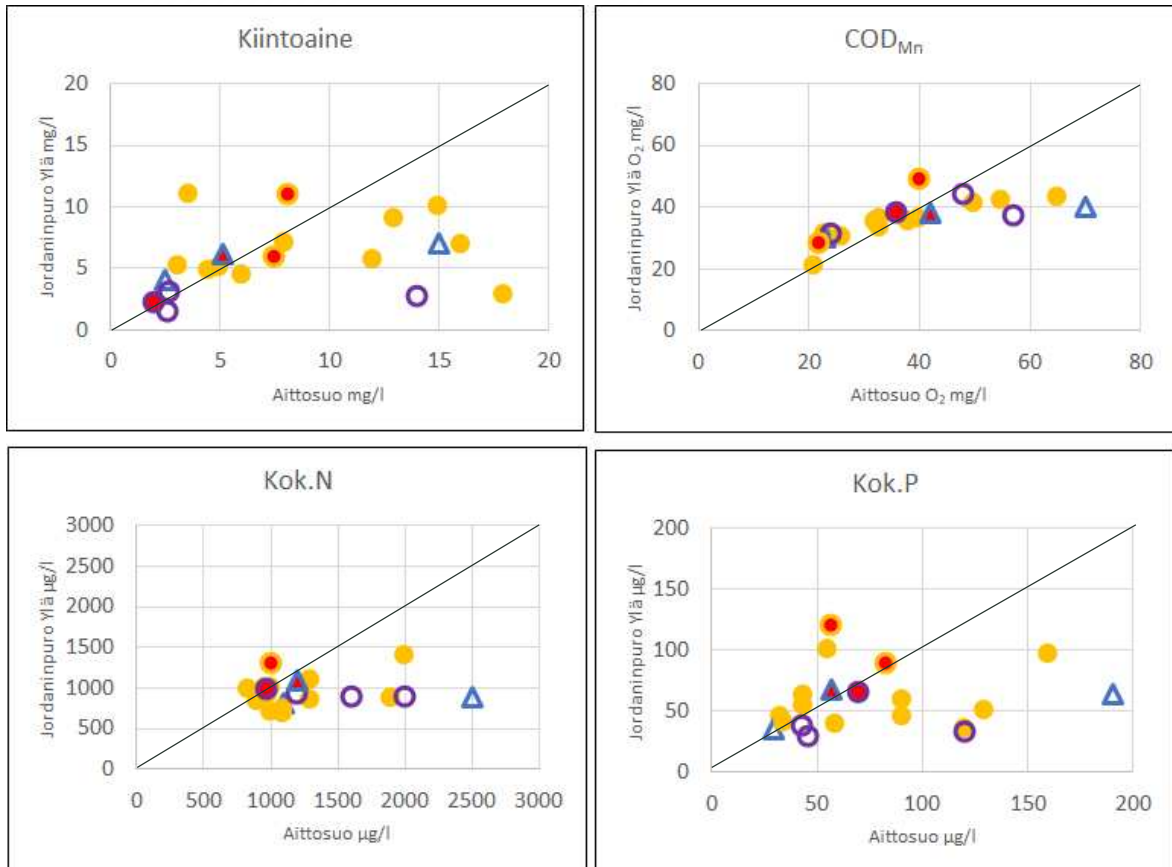 Kiintoaine
20
15
10
5
0
0 5 10 15 20
Jordaninpuro Ylä mg/l
Aittosuo mg/l
COD_Mn
80
60
40
20
0
0 20 40 60 80
Jordaninpuro Ylä O₂ mg/l
Aittosuo O₂ mg/l
Kok.N
3000
2500
2000
1500
1000
500
0
0 500 1000 1500 2000 2500 3000
Jordaninpuro Ylä µg/l
Aittosuo µg/l
Kok.P
200
150
100
50
0
0 50 100 150 200
Jordaninpuro Ylä µg/l
Aittosuo µg/l